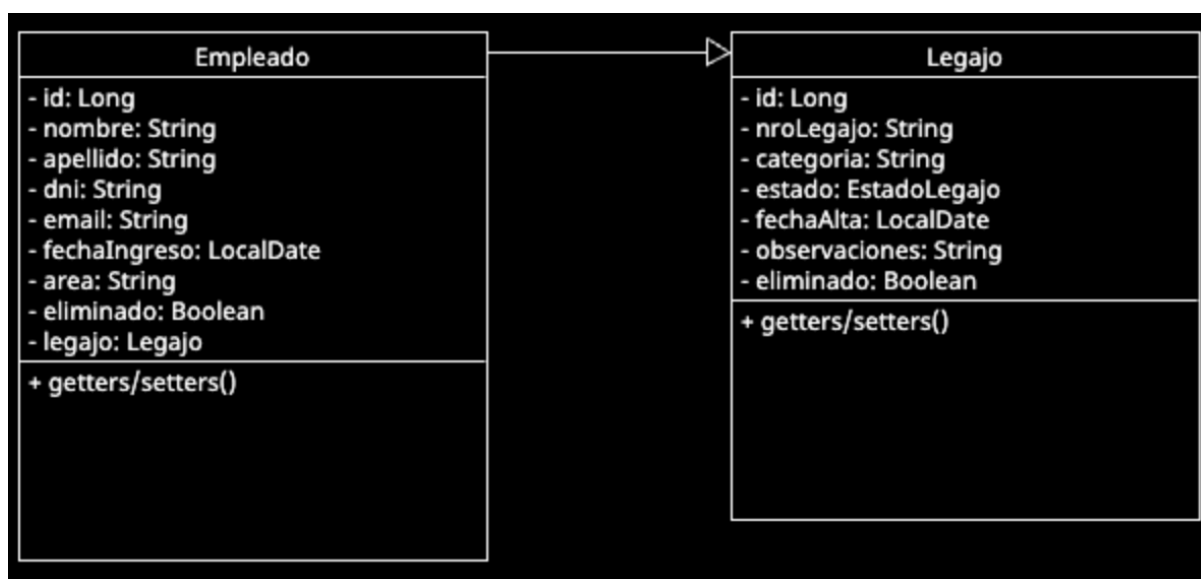 Empleado
- id: Long
- nombre: String
- apellido: String
- dni: String
- email: String
- fechaIngreso: LocalDate
- area: String
- eliminado: Boolean
- legajo: Legajo
+ getters/setters()
Legajo
- id: Long
- nroLegajo: String
- categoria: String
- estado: EstadoLegajo
- fechaAlta: LocalDate
- observaciones: String
- eliminado: Boolean
+ getters/setters()